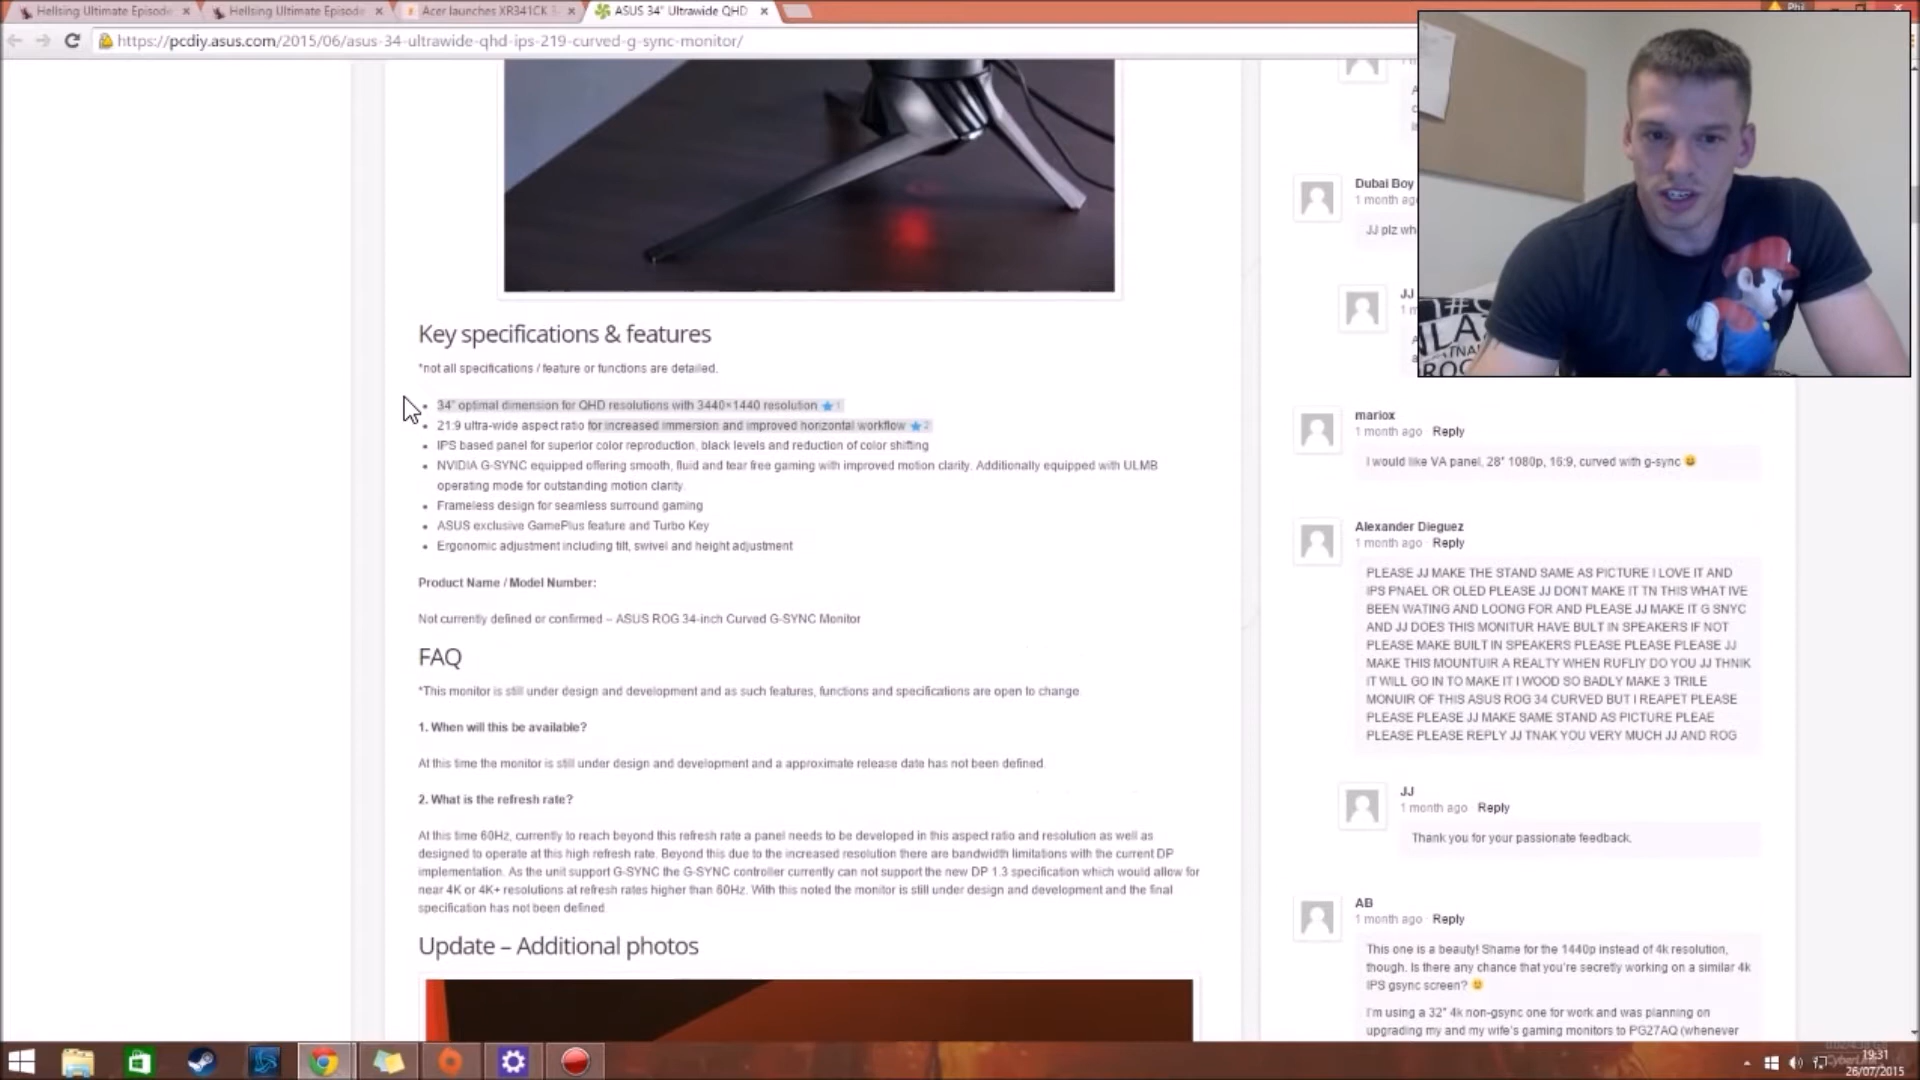 Hellsing Ultimate Episode
Hellsing Ultimate Episode
Acer launches XR341CK 3
ASUS 34" Ultrawide QHD
Phil
https://pcdiy.asus.com/2015/06/asus-34-ultrawide-qhd-ips-219-curved-g-sync-monitor/
Key specifications & features
*not all specifications / feature or functions are detailed.
34" optimal dimension for QHD resolutions with 3440×1440 resolution 1
21:9 ultra-wide aspect ratio for increased immersion and improved horizontal workflow 2
IPS based panel for superior color reproduction, black levels and reduction of color shifting
NVIDIA G-SYNC equipped offering smooth, fluid and tear free gaming with improved motion clarity. Additionally equipped with ULMB
operating mode for outstanding motion clarity.
Frameless design for seamless surround gaming
ASUS exclusive GamePlus feature and Turbo Key
Ergonomic adjustment including tilt, swivel and height adjustment
Product Name / Model Number:
Not currently defined or confirmed – ASUS ROG 34-inch Curved G-SYNC Monitor
FAQ
*This monitor is still under design and development and as such features, functions and specifications are open to change.
1. When will this be available?
At this time the monitor is still under design and development and a approximate release date has not been defined.
2. What is the refresh rate?
At this time 60Hz, currently to reach beyond this refresh rate a panel needs to be developed in this aspect ratio and resolution as well as
designed to operate at this high refresh rate. Beyond this due to the increased resolution there are bandwidth limitations with the current DP
implementation. As the unit support G-SYNC the G-SYNC controller currently can not support the new DP 1.3 specification which would allow for
near 4K or 4K+ resolutions at refresh rates higher than 60Hz. With this noted the monitor is still under design and development and the final
specification has not been defined.
Update – Additional photos
Dubai Boy
1 month ago
JJ plz wh
JJ
mariox
1 month ago Reply
I would like VA panel, 28" 1080p, 16:9, curved with g-sync
Alexander Dieguez
1 month ago · Reply
PLEASE JJ MAKE THE STAND SAME AS PICTURE I LOVE IT AND
IPS PNAEL OR OLED PLEASE JJ DONT MAKE IT TN THIS WHAT IVE
BEEN WATING AND LOONG FOR AND PLEASE JJ MAKE IT G SNYC
AND JJ DOES THIS MONITUR HAVE BULT IN SPEAKERS IF NOT
PLEASE MAKE BUILT IN SPEAKERS PLEASE PLEASE PLEASE JJ
MAKE THIS MOUNTUIR A REALTY WHEN RUFLIY DO YOU JJ THNIK
IT WILL GO IN TO MAKE IT I WOOD SO BADLY MAKE 3 TRILE
MONUIR OF THIS ASUS ROG 34 CURVED BUT I REAPET PLEASE
PLEASE PLEASE JJ MAKE SAME STAND AS PICTURE PLEAE
PLEASE PLEASE REPLY JJ TNAK YOU VERY MUCH JJ AND ROG
JJ
1 month ago Reply
Thank you for your passionate feedback.
AB
1 month ago · Reply
This one is a beauty! Shame for the 1440p instead of 4k resolution,
though. Is there any chance that you're secretly working on a similar 4k
IPS gsync screen?
I'm using a 32" 4k non-gsync one for work and was planning on
upgrading my and my wife's gaming monitors to PG27AQ (whenever
19:31
26/07/2015